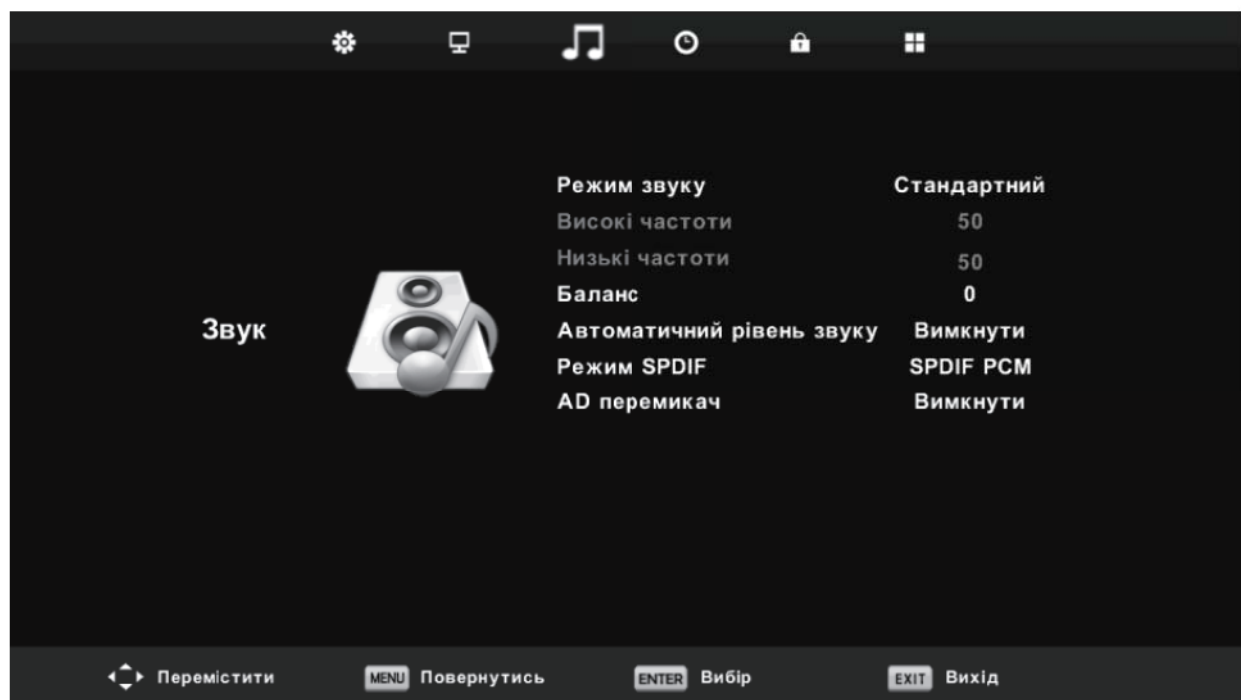 Звук
Режим звуку Стандартний
Високі частоти 50
Низькі частоти 50
Баланс 0
Автоматичний рівень звуку Вимкнути
Режим SPDIF SPDIF PCM
AD перемикач Вимкнути
Перемістити MENU Повернутись ENTER Вибір EXIT Вихід